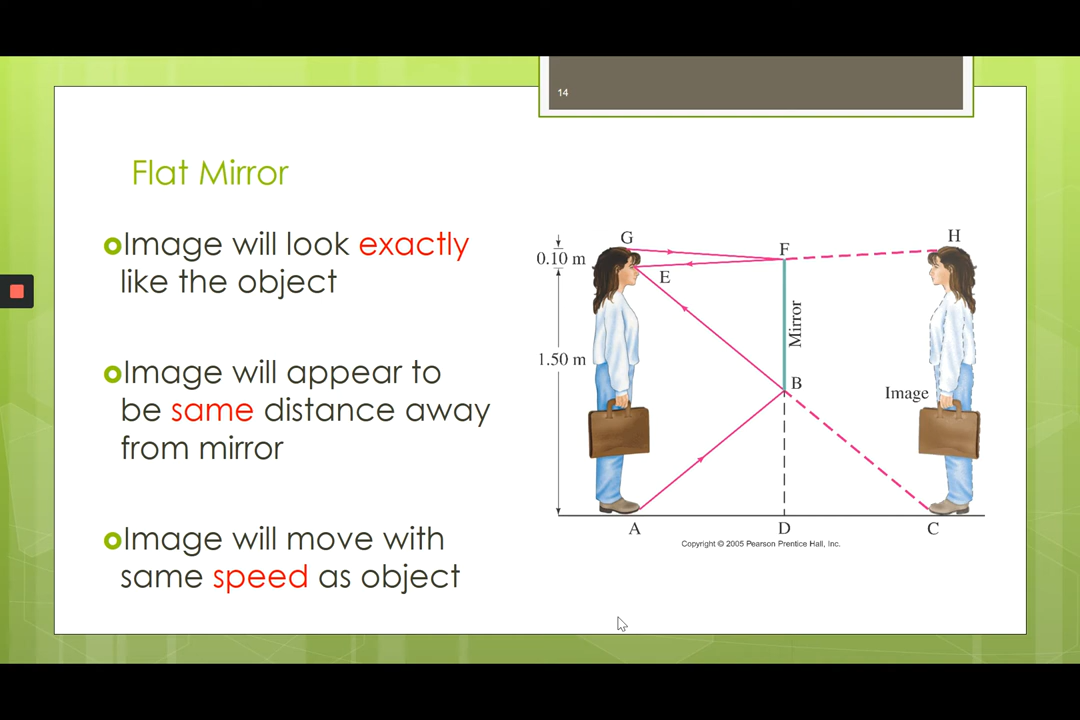 14
Flat Mirror
Image will look exactly
like the object
Image will appear to
be same distance away
from mirror
Image will move with
same speed as object
G
F
H
0.10 m
E
Mirror
1.50 m
B
Image
A
D
C
Copyright © 2005 Pearson Prentice Hall, Inc.